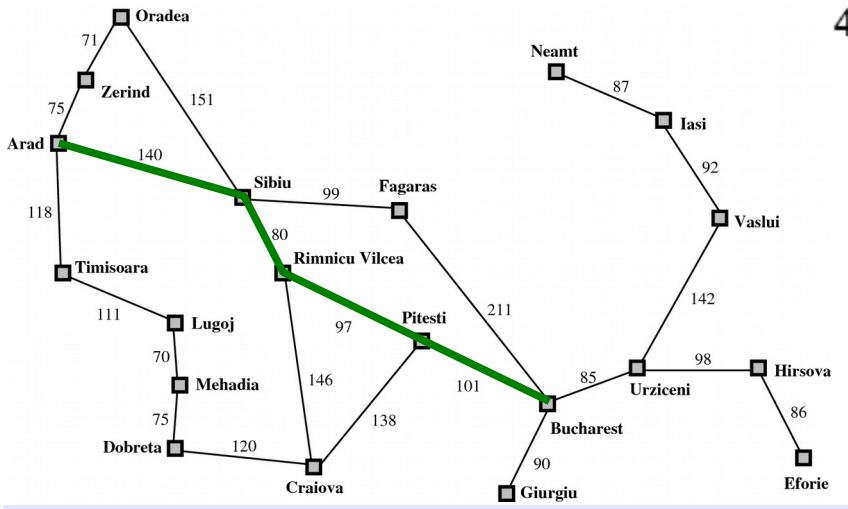 Oradea
4
71
Neamt
Zerind
87
151
75
Iasi
Arad
140
92
Sibiu
Fagaras
99
118
80
Vaslui
Rimnicu Vilcea
Timisoara
142
211
111
Lugoj
97
Pitesti
70
98
146
101
85
Hirsova
Mehadia
Urziceni
75
138
86
Bucharest
Dobreta
120
90
Craiova
Eforie
Giurgiu